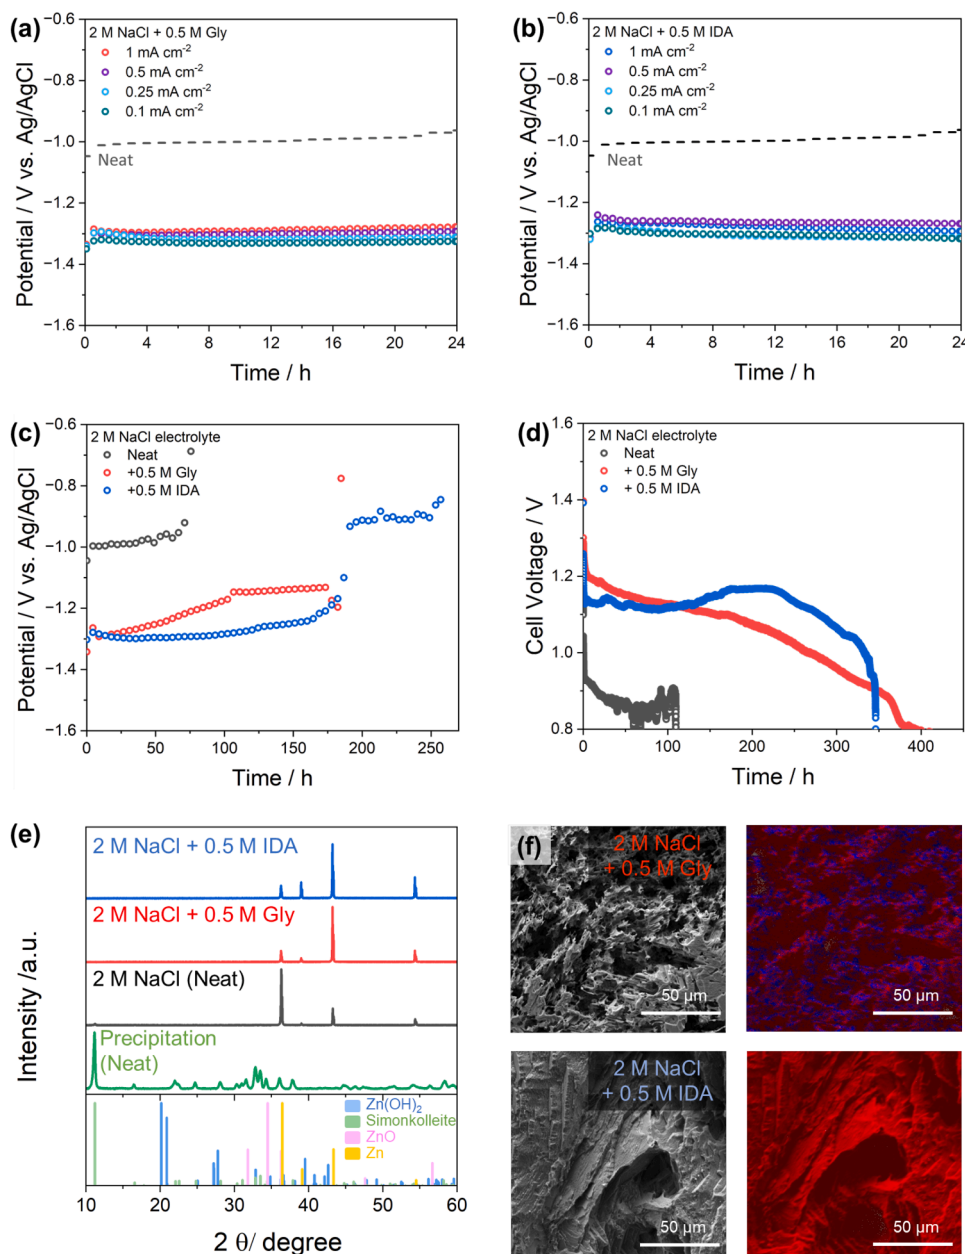 (a)
2 M NaCl + 0.5 M Gly
1 mA cm⁻²
0.5 mA cm⁻²
0.25 mA cm⁻²
0.1 mA cm⁻²
Neat
Potential / V vs. Ag/AgCl
−0.6
−0.8
−1.0
−1.2
−1.4
−1.6
0 4 8 12 16 20 24
Time / h
(b)
2 M NaCl + 0.5 M IDA
1 mA cm⁻²
0.5 mA cm⁻²
0.25 mA cm⁻²
0.1 mA cm⁻²
Neat
Potential / V vs. Ag/AgCl
−0.6
−0.8
−1.0
−1.2
−1.4
−1.6
0 4 8 12 16 20 24
Time / h
(c)
2 M NaCl electrolyte
Neat
+0.5 M Gly
+0.5 M IDA
Potential / V vs. Ag/AgCl
−0.6
−0.8
−1.0
−1.2
−1.4
−1.6
0 50 100 150 200 250
Time / h
(d)
2 M NaCl electrolyte
Neat
+ 0.5 M Gly
+ 0.5 M IDA
Cell Voltage / V
1.6
1.4
1.2
1.0
0.8
0 100 200 300 400
Time / h
(e)
2 M NaCl + 0.5 M IDA
2 M NaCl + 0.5 M Gly
2 M NaCl (Neat)
Precipitation
(Neat)
Zn(OH)₂
Simonkolleite
ZnO
Zn
Intensity /a.u.
10 20 30 40 50 60
2 θ/ degree
(f)
2 M NaCl
+ 0.5 M Gly
50 μm
50 μm
2 M NaCl
+ 0.5 M IDA
50 μm
50 μm